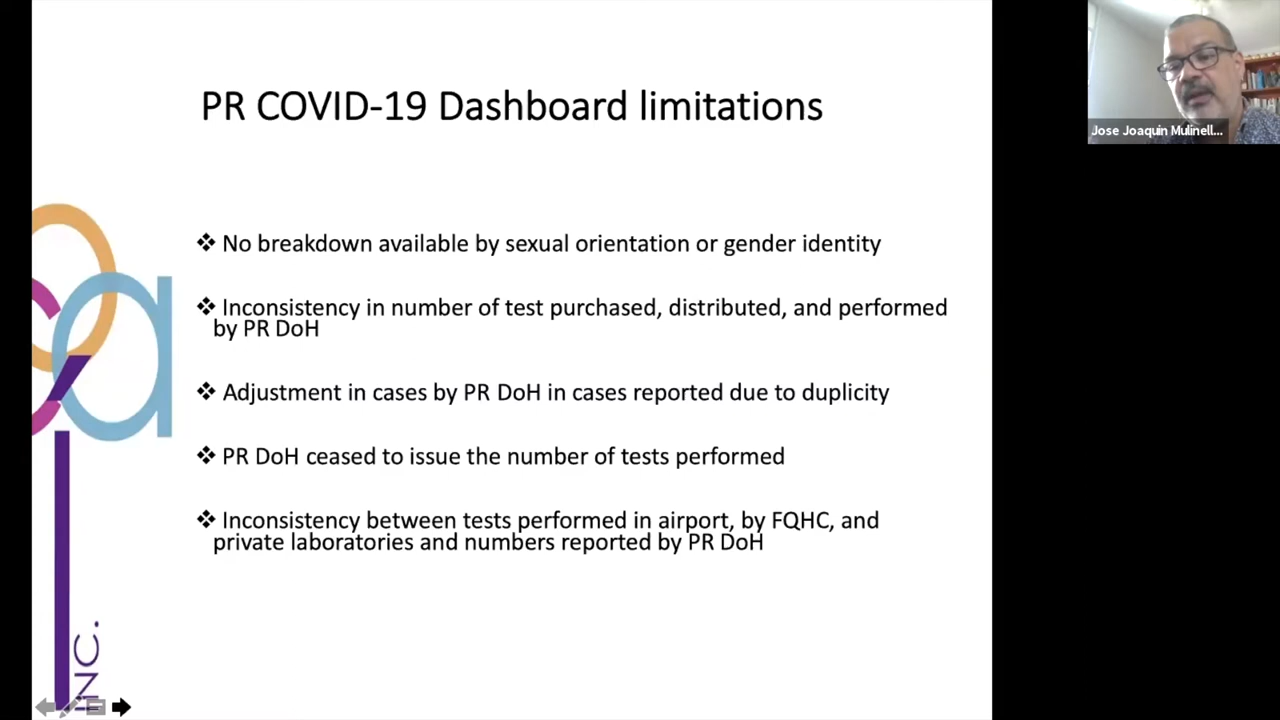 PR COVID-19 Dashboard limitations
Jose Joaquin Mulinell...
❖ No breakdown available by sexual orientation or gender identity
❖ Inconsistency in number of test purchased, distributed, and performed
by PR DoH
❖ Adjustment in cases by PR DoH in cases reported due to duplicity
❖ PR DoH ceased to issue the number of tests performed
❖ Inconsistency between tests performed in airport, by FQHC, and
private laboratories and numbers reported by PR DoH
INC.